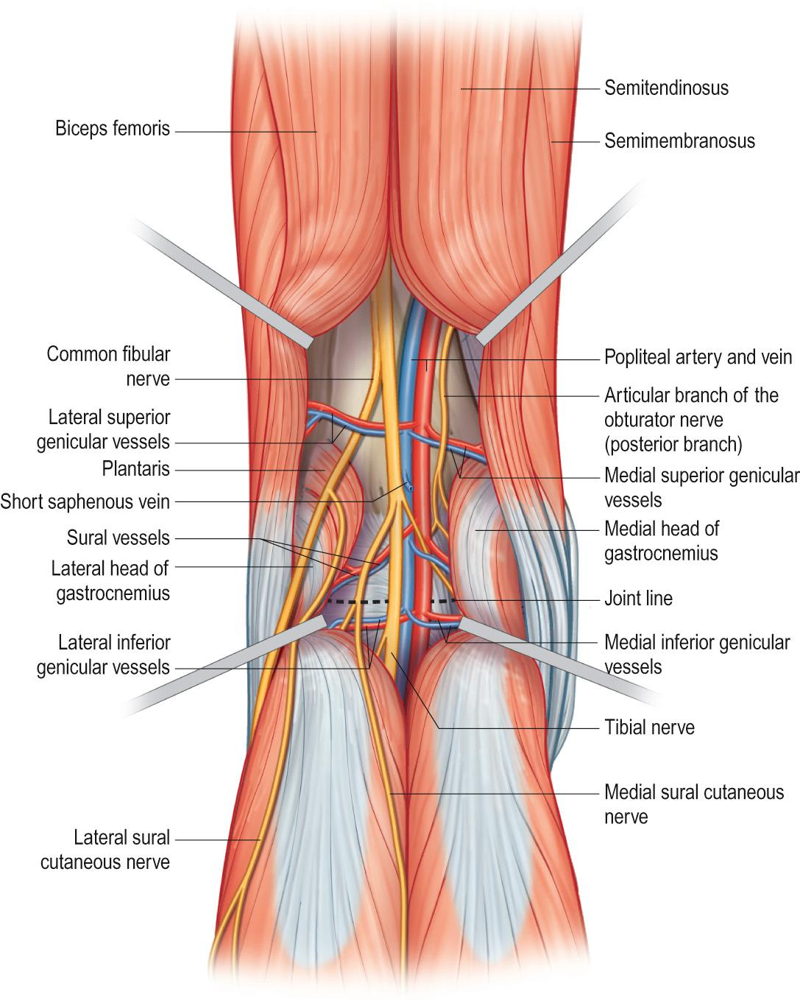 Semitendinosus
Biceps femoris
Semimembranosus
Common fibular
nerve
Popliteal artery and vein
Articular branch of the
obturator nerve
(posterior branch)
Lateral superior
genicular vessels
Plantaris
Medial superior genicular
vessels
Short saphenous vein
Medial head of
gastrocnemius
Sural vessels
Lateral head of
gastrocnemius
Joint line
Lateral inferior
genicular vessels
Medial inferior genicular
vessels
Tibial nerve
Medial sural cutaneous
nerve
Lateral sural
cutaneous nerve